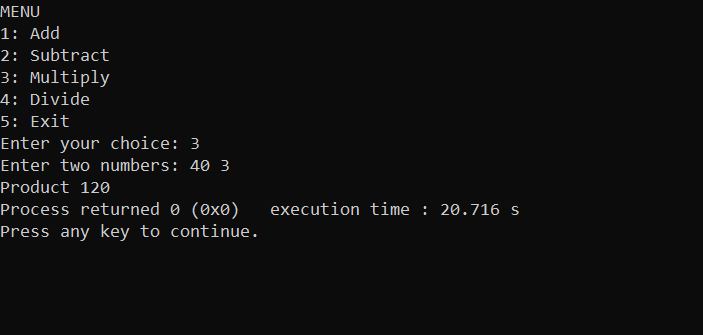 MENU
1: Add
2: Subtract
3: Multiply
4: Divide
5: Exit
Enter your choice: 3
Enter two numbers: 40 3
Product 120
Process returned 0 (0x0)   execution time : 20.716 s
Press any key to continue.